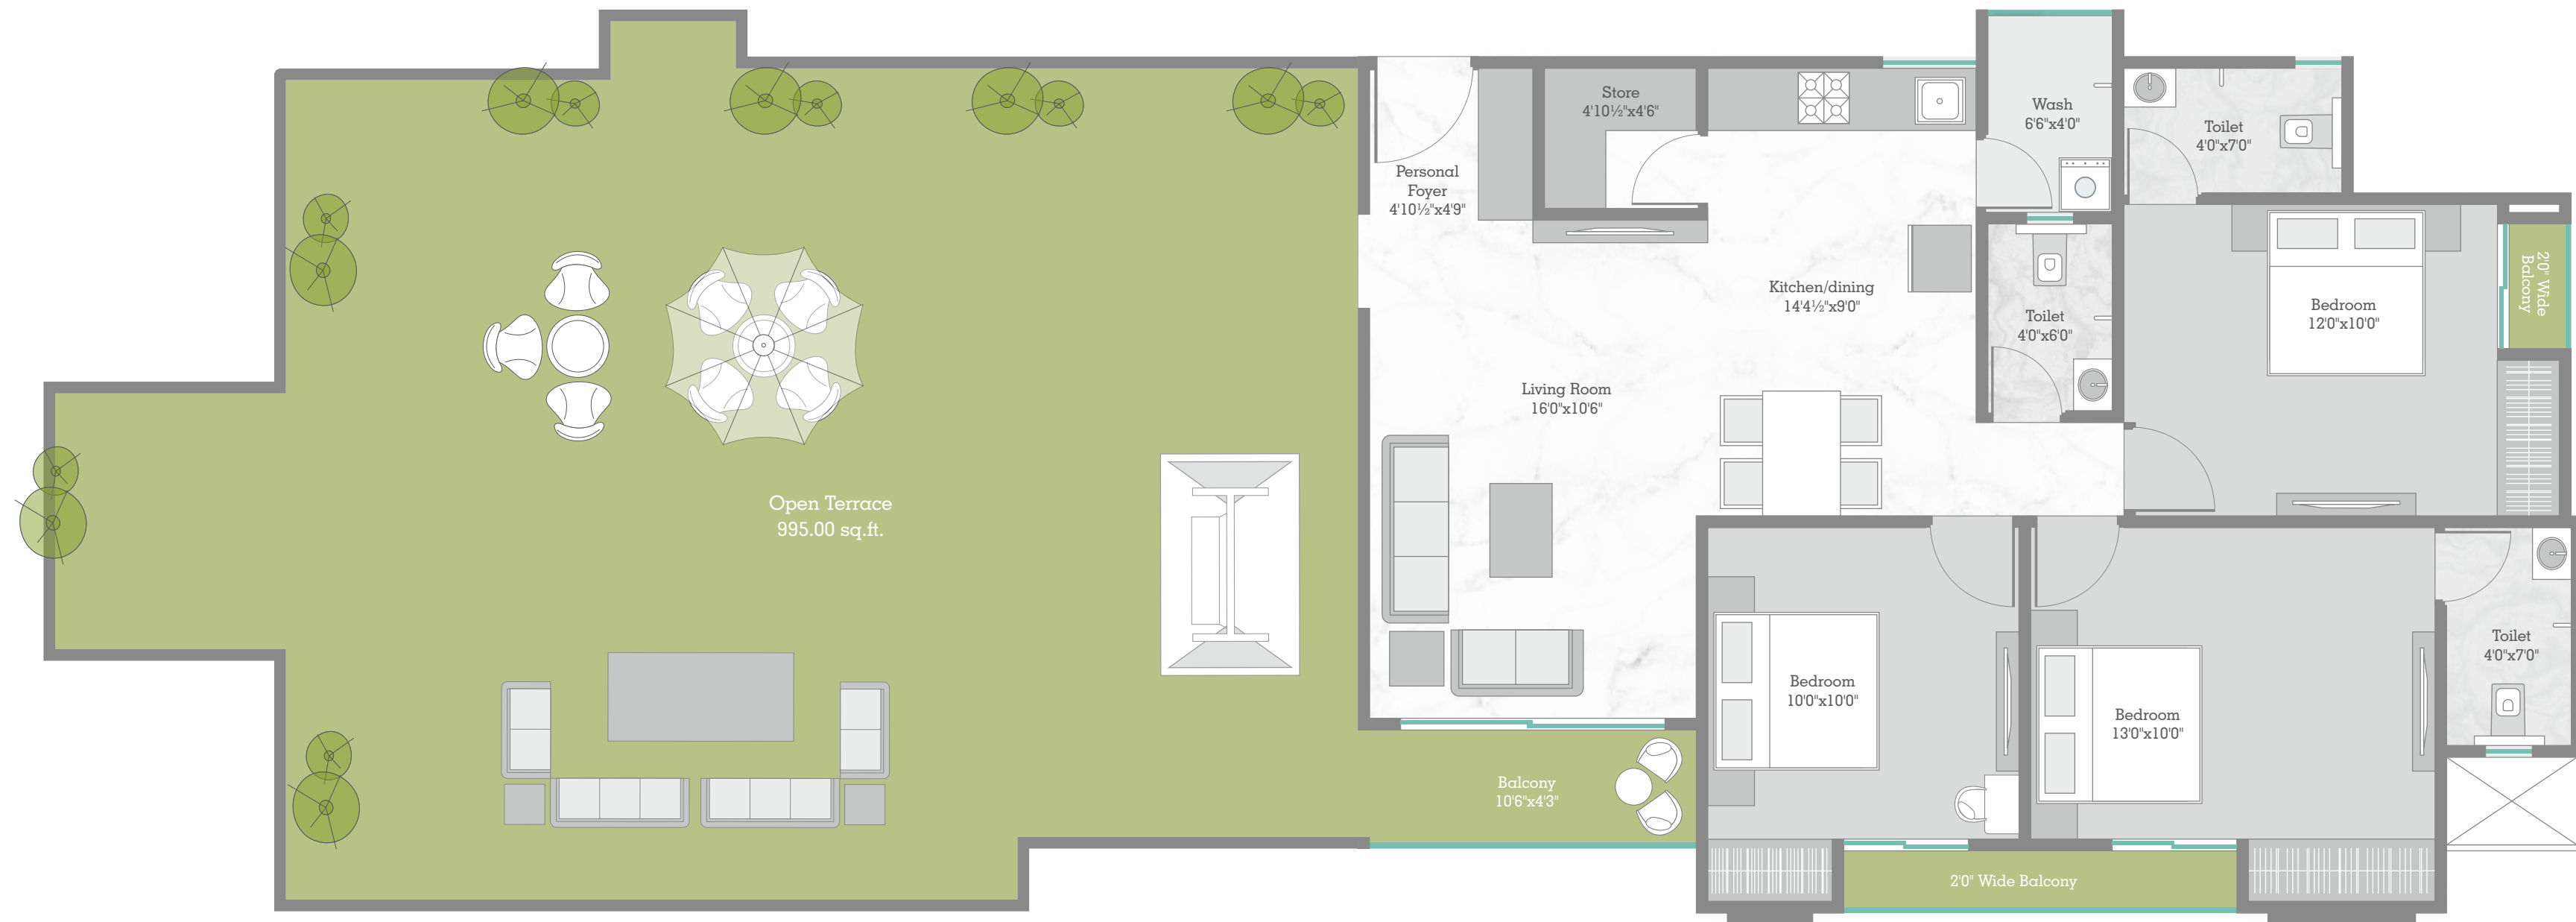 Store
4'10½"x4'6"
Wash
6'6"x4'0"
Toilet
4'0"x7'0"
Personal
Foyer
4'10½"x4'9"
Kitchen/dining
14'4½"x9'0"
Toilet
4'0"x6'0"
Bedroom
12'0"x10'0"
2'0" Wide
Balcony
Living Room
16'0"x10'6"
Open Terrace
995.00 sq.ft.
Bedroom
10'0"x10'0"
Bedroom
13'0"x10'0"
Toilet
4'0"x7'0"
Balcony
10'6"x4'3"
2'0" Wide Balcony